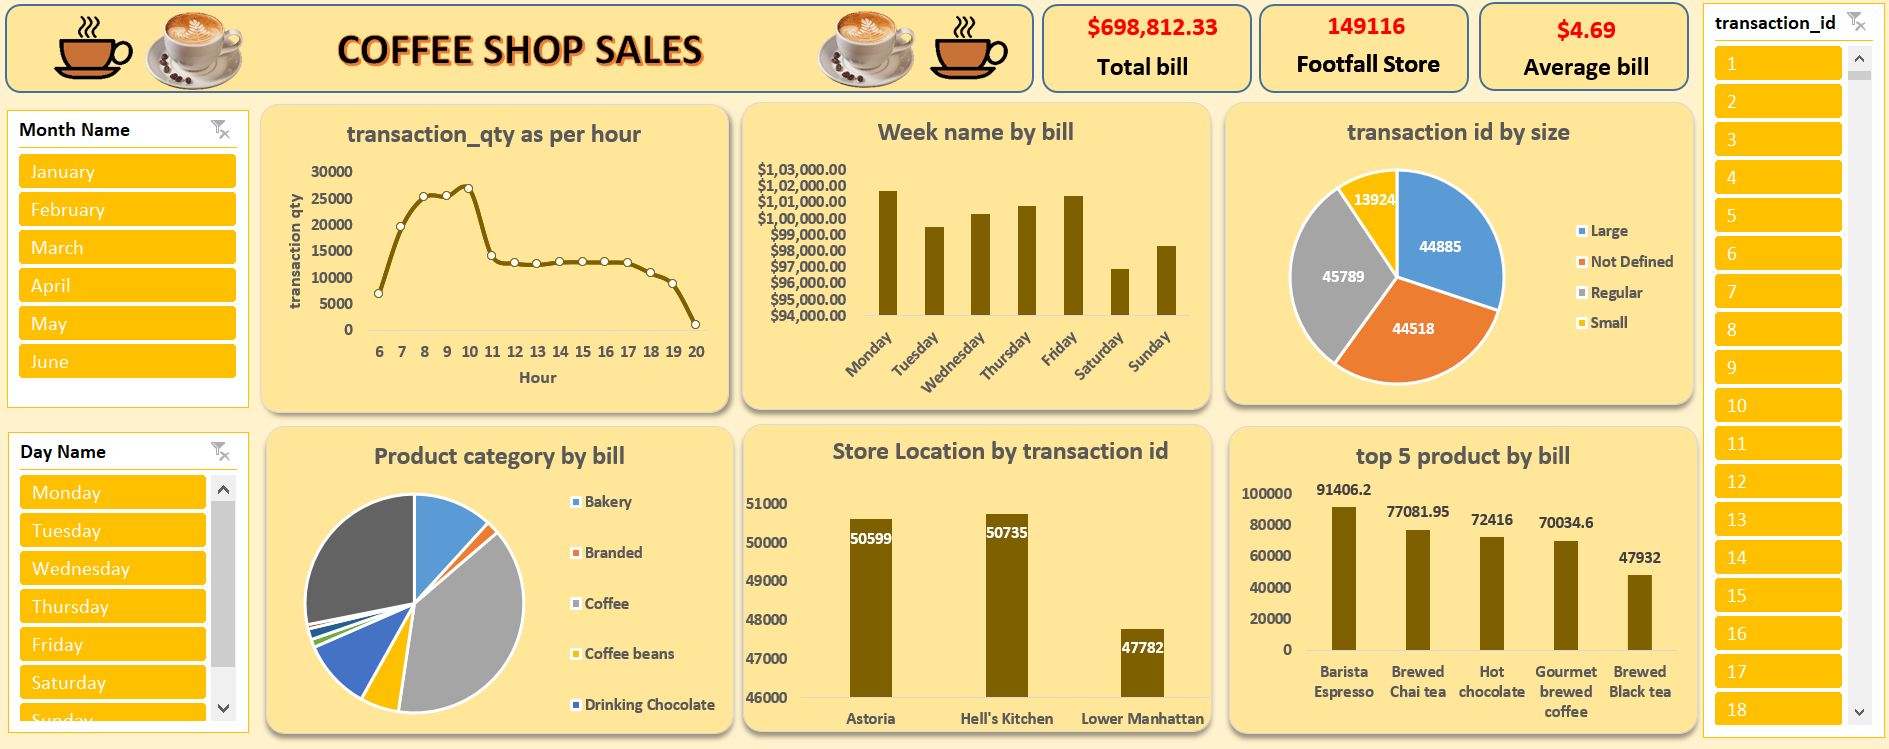 COFFEE SHOP SALES
$698,812.33
Total bill
149116
Footfall Store
$4.69
Average bill
transaction_id
1
2
3
4
5
6
7
8
9
10
11
12
13
14
15
16
17
18
Month Name
January
February
March
April
May
June
Day Name
Monday
Tuesday
Wednesday
Thursday
Friday
Saturday
Sunday
transaction_qty as per hour
transaction qty
30000
25000
20000
15000
10000
5000
0
6 7 8 9 10 11 12 13 14 15 16 17 18 19 20
Hour
Week name by bill
$1,03,000.00
$1,02,000.00
$1,01,000.00
$1,00,000.00
$99,000.00
$98,000.00
$97,000.00
$96,000.00
$95,000.00
$94,000.00
Monday
Tuesday
Wednesday
Thursday
Friday
Saturday
Sunday
transaction id by size
13924
44885
45789
44518
Large
Not Defined
Regular
Small
Product category by bill
Bakery
Branded
Coffee
Coffee beans
Drinking Chocolate
Store Location by transaction id
51000
50000
49000
48000
47000
46000
50599
50735
47782
Astoria Hell's Kitchen Lower Manhattan
top 5 product by bill
100000
80000
60000
40000
20000
0
91406.2
77081.95
72416
70034.6
47932
Barista
Espresso
Brewed
Chai tea
Hot
chocolate
Gourmet
brewed
coffee
Brewed
Black tea